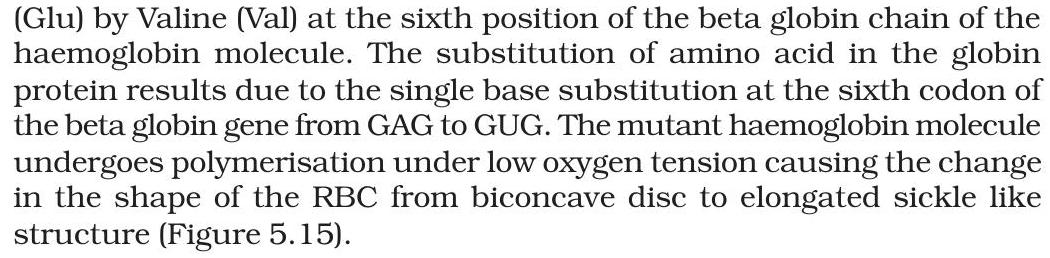 (Glu) by Valine (Val) at the sixth position of the beta globin chain of the
haemoglobin molecule. The substitution of amino acid in the globin
protein results due to the single base substitution at the sixth codon of
the beta globin gene from GAG to GUG. The mutant haemoglobin molecule
undergoes polymerisation under low oxygen tension causing the change
in the shape of the RBC from biconcave disc to elongated sickle like
structure (Figure 5.15).